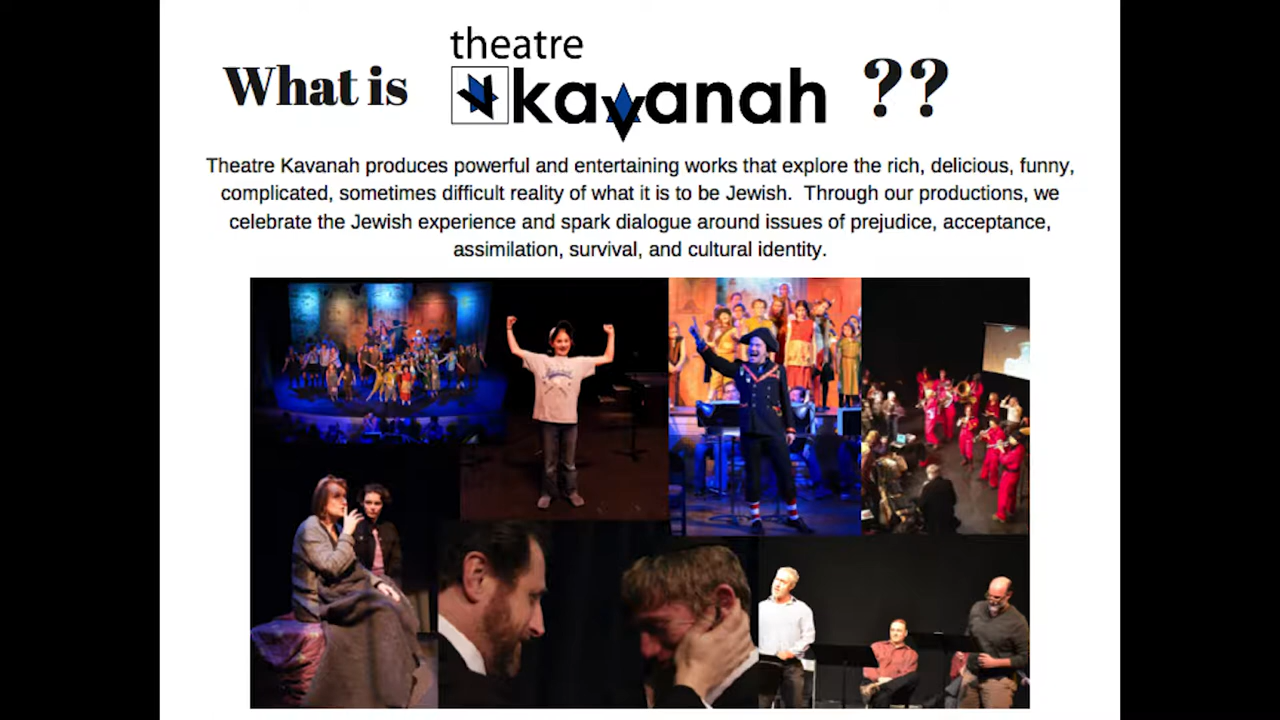 What is theatre kavanah ??
Theatre Kavanah produces powerful and entertaining works that explore the rich, delicious, funny,
complicated, sometimes difficult reality of what it is to be Jewish. Through our productions, we
celebrate the Jewish experience and spark dialogue around issues of prejudice, acceptance,
assimilation, survival, and cultural identity.